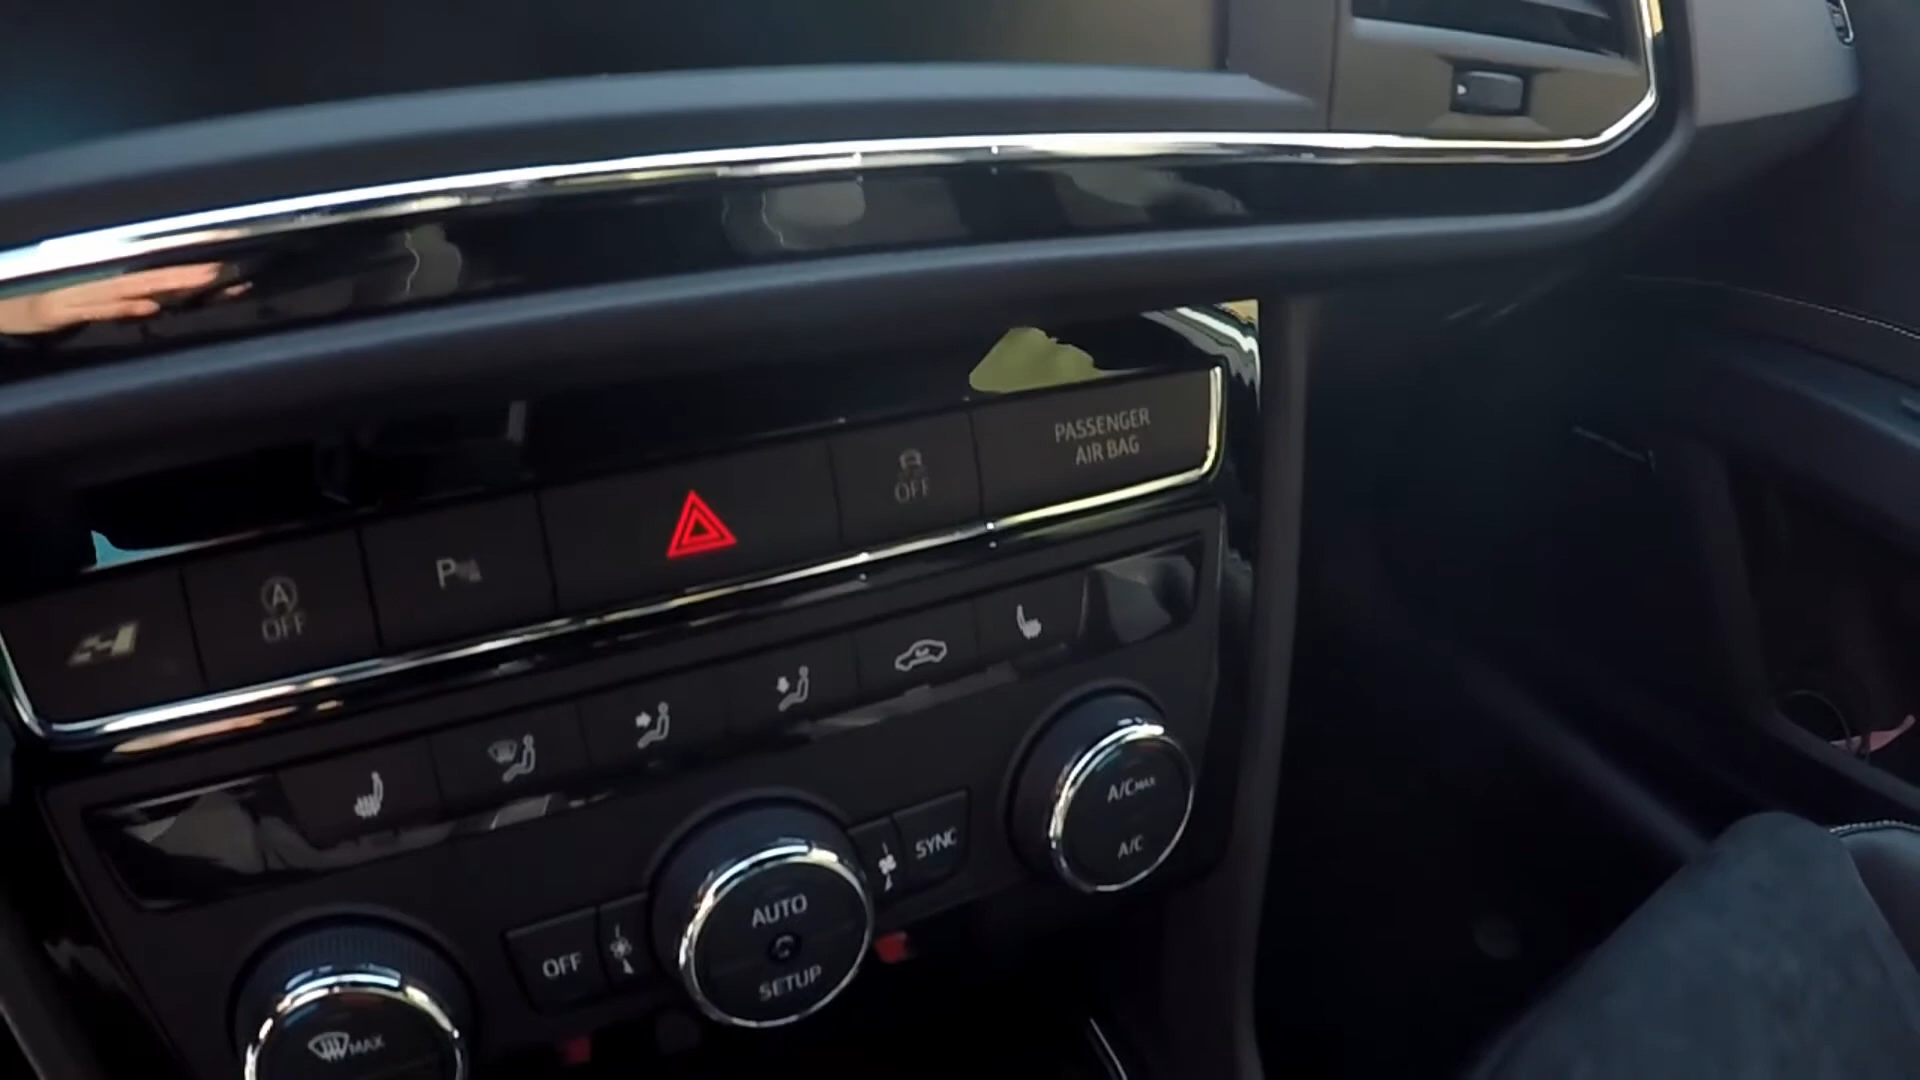 PASSENGER
AIR BAG
OFF
A
OFF
P
A/C MAX
A/C
SYNC
AUTO
SETUP
OFF
MAX